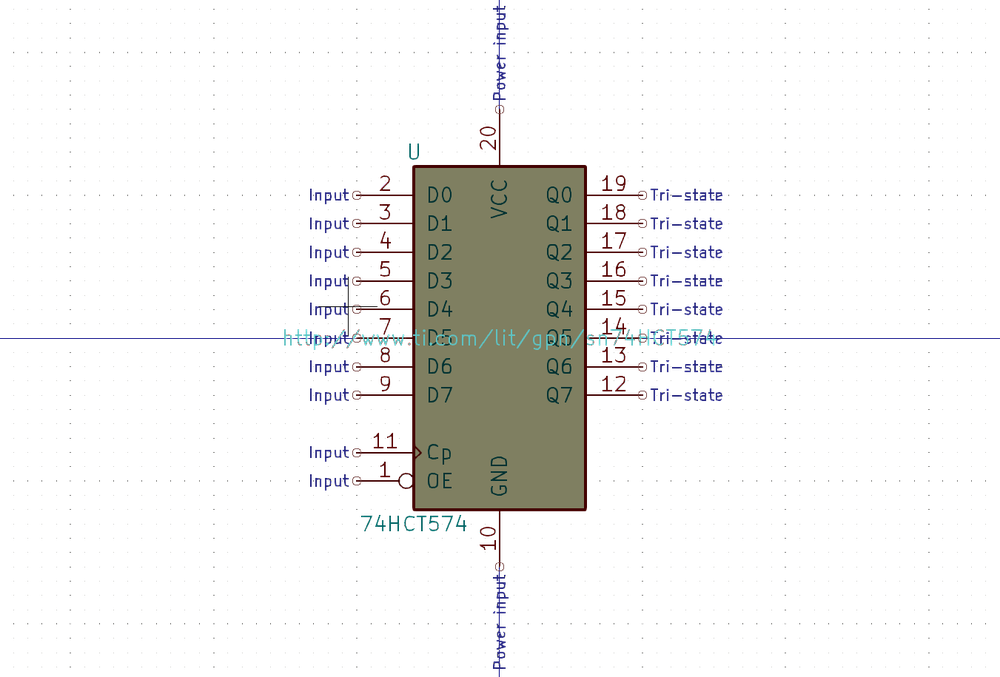 Power input
20
U
VCC
Input 2 D0 Q0 19 Tri-state
Input 3 D1 Q1 18 Tri-state
Input 4 D2 Q2 17 Tri-state
Input 5 D3 Q3 16 Tri-state
Input 6 D4 Q4 15 Tri-state
Input 7 D5 Q5 14 Tri-state
http://www.ti.com/lit/gpn/sn74HCT574
Input 8 D6 Q6 13 Tri-state
Input 9 D7 Q7 12 Tri-state
Input 11 Cp
Input 1 OE
GND
74HCT574
10
Power input